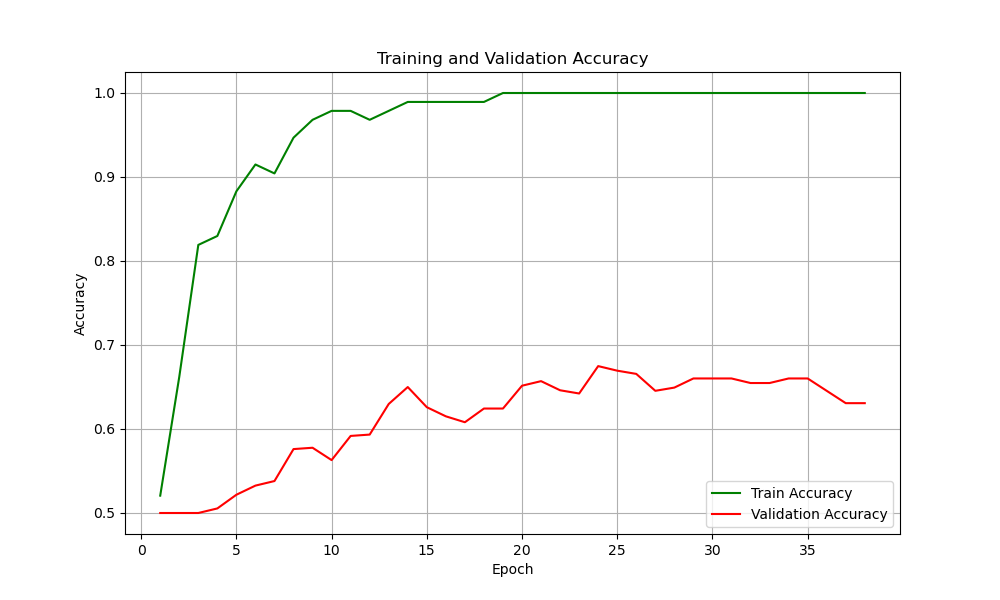 Training and Validation Accuracy
1.0
0.9
0.8
0.7
0.6
0.5
Accuracy
0 5 10 15 20 25 30 35
Epoch
Train Accuracy
Validation Accuracy